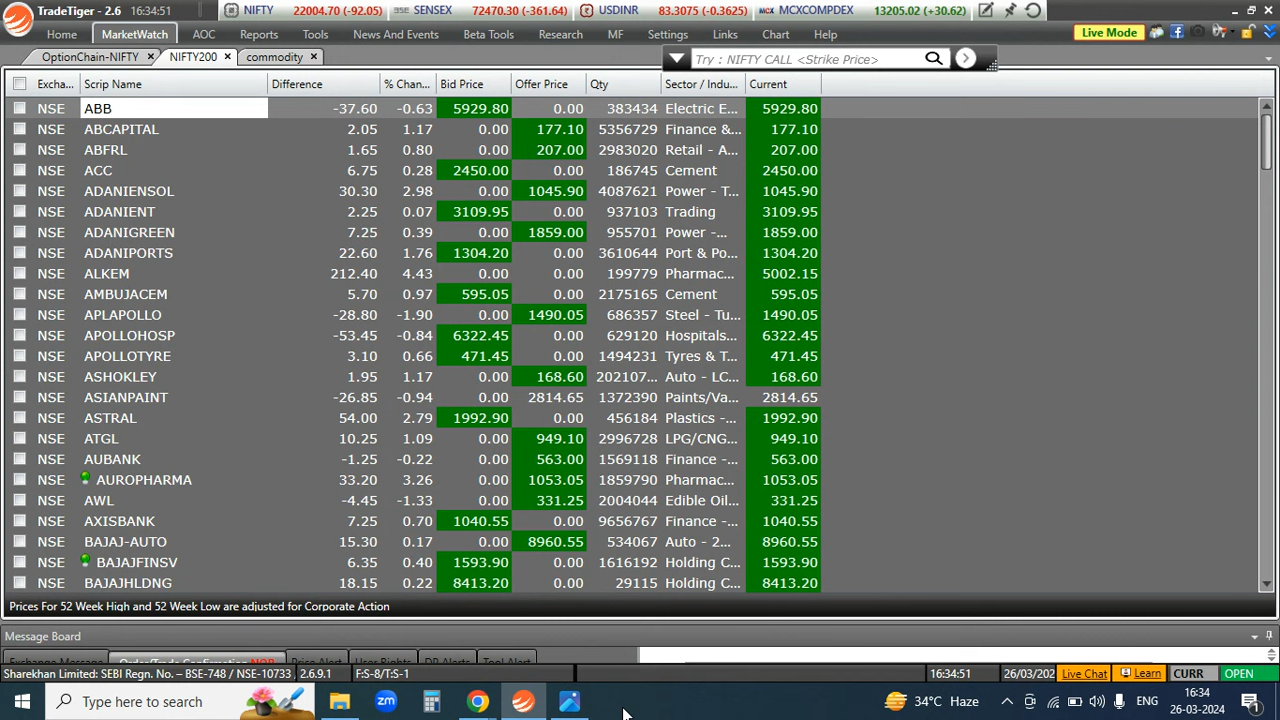 TradeTiger - 2.6 16:34:51 NIFTY 22004.70 (-92.05) SENSEX 72470.30 (-361.64) USDINR 83.3075 (-0.3625) MCX MCXCOMPDEX 13205.02 (+30.62)
Home MarketWatch AOC Reports Tools News And Events Beta Tools Research MF Settings Chart Help Live Mode
OptionChain-NIFTY NIFTY200 commodity Try : NIFTY CALL <Strike Price>
Excha... Scrip Name Difference % Chan... Bid Price Offer Price Qty Sector / Indu... Current
NSE ABB -37.60 -0.63 5929.80 0.00 383434 Electric E... 5929.80
NSE ABCAPITAL 2.05 1.17 0.00 177.10 5356729 Finance &... 177.10
NSE ABFRL 1.65 0.80 0.00 207.00 2983020 Retail - A... 207.00
NSE ACC 6.75 0.28 2450.00 0.00 186745 Cement 2450.00
NSE ADANIENSOL 30.30 2.98 0.00 1045.90 4087621 Power - T... 1045.90
NSE ADANIENT 2.25 0.07 3109.95 0.00 937103 Trading 3109.95
NSE ADANIGREEN 7.25 0.39 0.00 1859.00 955701 Power -... 1859.00
NSE ADANIPORTS 22.60 1.76 1304.20 0.00 3610644 Port & Po... 1304.20
NSE ALKEM 212.40 4.43 0.00 0.00 199779 Pharmac... 5002.15
NSE AMBUJACEM 5.70 0.97 595.05 0.00 2175165 Cement 595.05
NSE APLAPOLLO -28.80 -1.90 0.00 1490.05 686357 Steel - Tu... 1490.05
NSE APOLLOHOSP -53.45 -0.84 6322.45 0.00 629120 Hospitals... 6322.45
NSE APOLLOTYRE 3.10 0.66 471.45 0.00 1494231 Tyres & T... 471.45
NSE ASHOKLEY 1.95 1.17 0.00 168.60 202107... Auto - LC... 168.60
NSE ASIANPAINT -26.85 -0.94 0.00 2814.65 1372390 Paints/Va... 2814.65
NSE ASTRAL 54.00 2.79 1992.90 0.00 456184 Plastics -... 1992.90
NSE ATGL 10.25 1.09 0.00 949.10 2996728 LPG/CNG... 949.10
NSE AUBANK -1.25 -0.22 0.00 563.00 1569118 Finance -... 563.00
NSE AUROPHARMA 33.20 3.26 0.00 1053.05 1859790 Pharmac... 1053.05
NSE AWL -4.45 -1.33 0.00 331.25 2004044 Edible Oil... 331.25
NSE AXISBANK 7.25 0.70 1040.55 0.00 9656767 Finance -... 1040.55
NSE BAJAJ-AUTO 15.30 0.17 0.00 8960.55 534067 Auto - 2... 8960.55
NSE BAJAJFINSV 6.35 0.40 1593.90 0.00 1616192 Holding C... 1593.90
NSE BAJAJHLDNG 18.15 0.22 8413.20 0.00 29115 Holding C... 8413.20
Prices For 52 Week High and 52 Week Low are adjusted for Corporate Action
Message Board
Exchange Message Order/Trade Confirmation NOR Price Alert User Rights DP Alerts Tool Alert
Sharekhan Limited: SEBI Regn. No. – BSE-748 / NSE-10733 2.6.9.1 F:S-8/T:S-1 16:34:51 26/03/202 Live Chat Learn CURR OPEN
Type here to search zm 34°C Haze ENG 16:34
26-03-2024 1